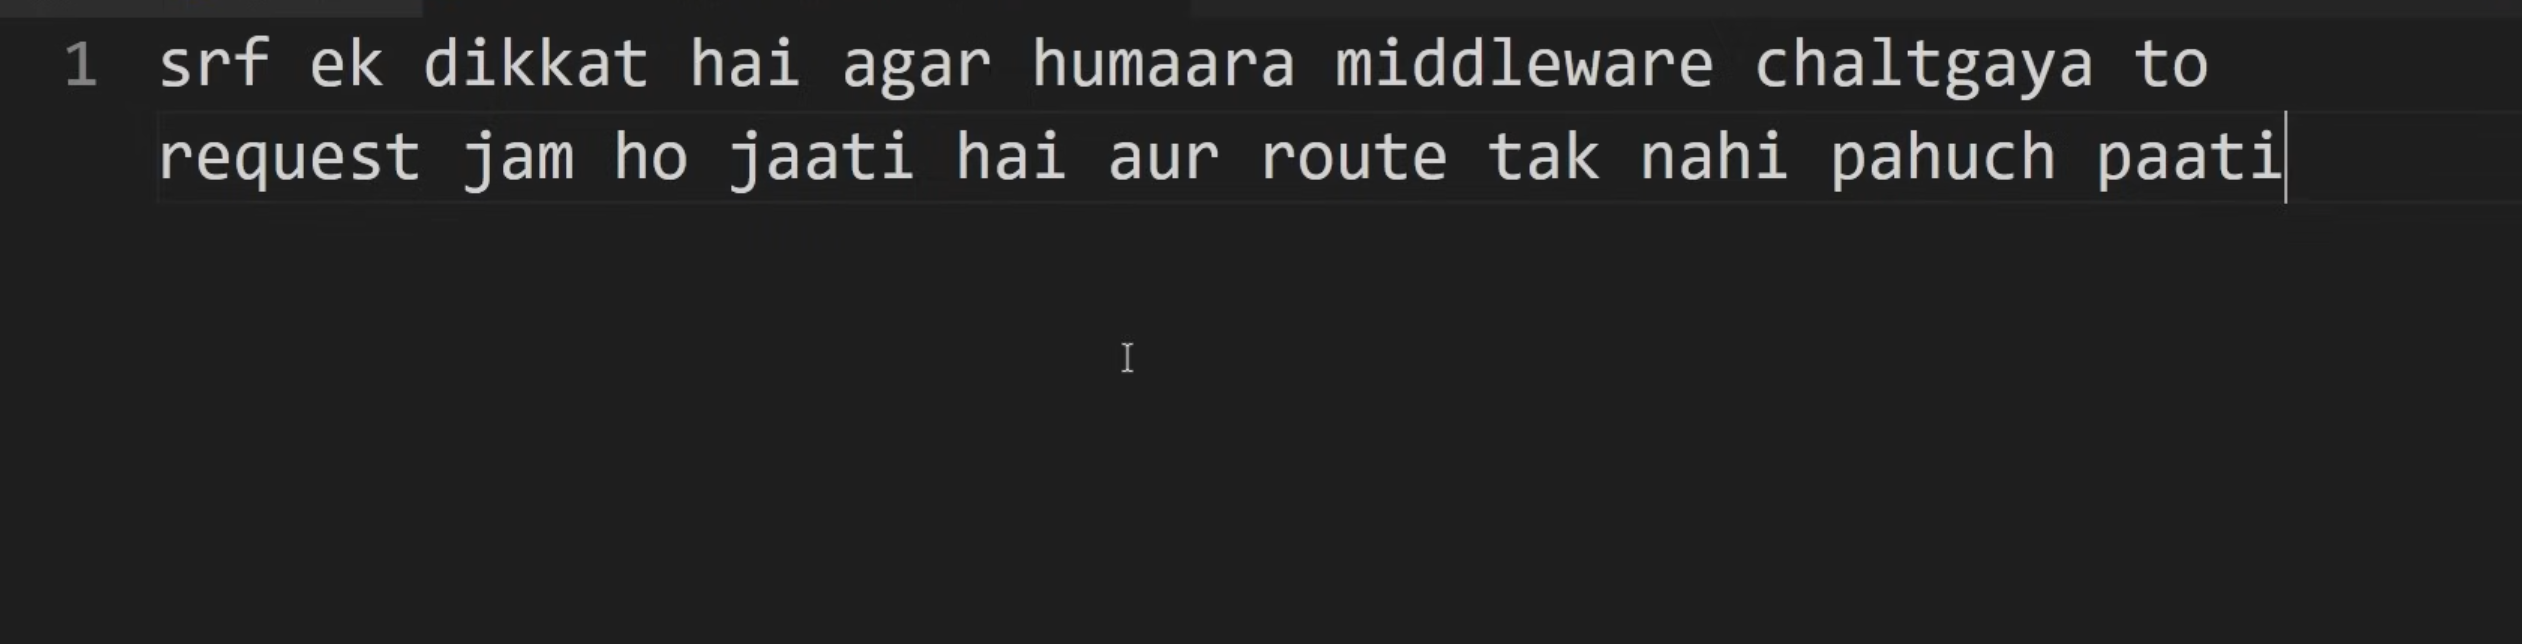 1 srf ek dikkat hai agar humaara middleware chaltgaya to
request jam ho jaati hai aur route tak nahi pahuch paati